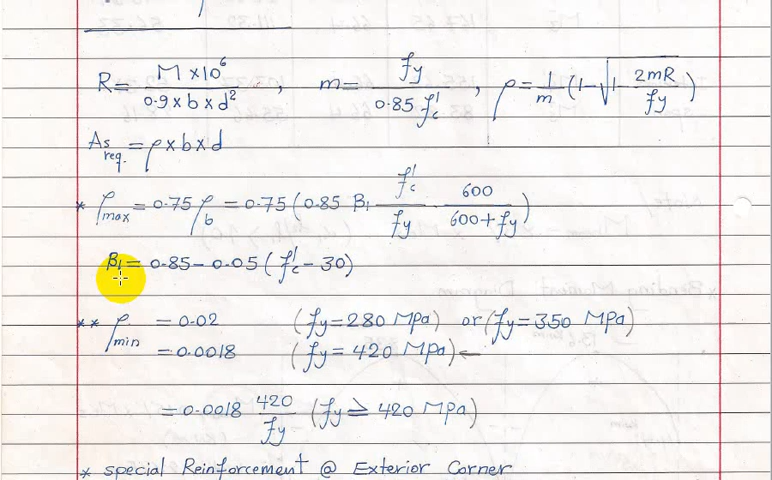 R = M×10⁶ / 0.9×b×d² , m = fy / 0.85 f'c , ρ = 1/m (1-√(1- 2mR/fy))
As req. = ρ×b×d
* ρmax = 0.75 ρb = 0.75 (0.85 β1 f'c/fy · 600/600+fy)
β1 = 0.85 - 0.05 (f'c - 30)
** ρmin = 0.02 (fy = 280 MPa) or (fy = 350 MPa)
= 0.0018 (fy = 420 MPa) ←
= 0.0018 420/fy (fy ≥ 420 MPa)
* special Reinforcement @ Exterior Corner